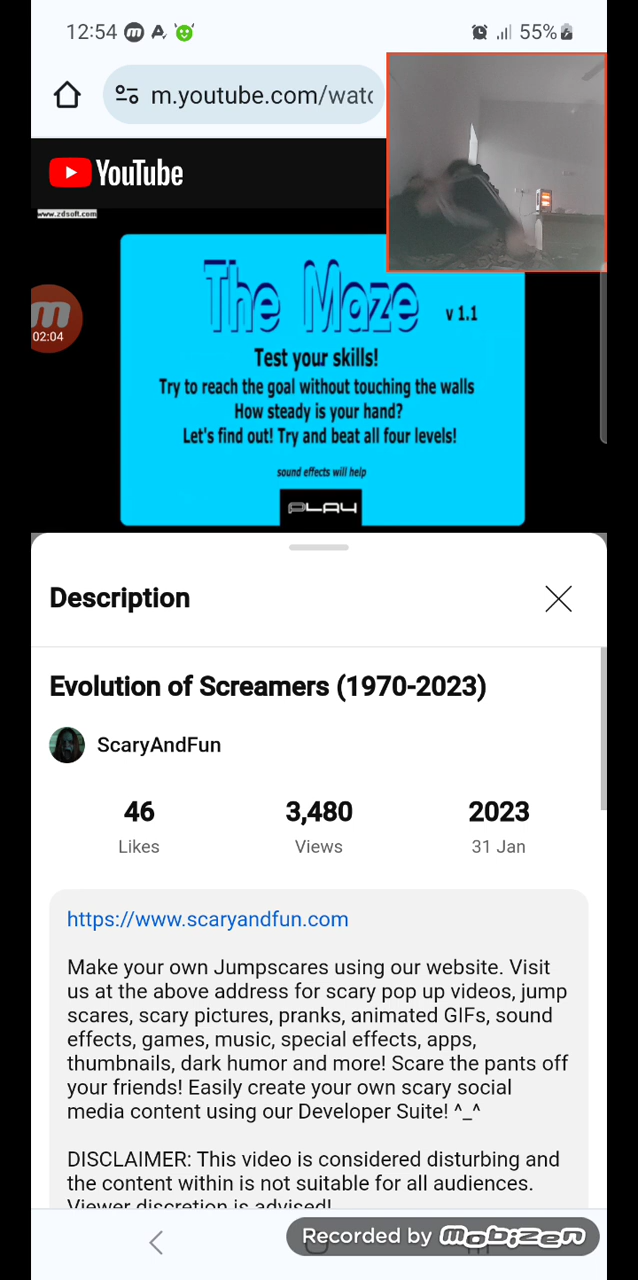 12:54
55%
m.youtube.com/watc
YouTube
www.zdsoft.com
The Maze v 1.1
02:04
Test your skills!
Try to reach the goal without touching the walls
How steady is your hand?
Let's find out! Try and beat all four levels!
sound effects will help
PLAY
Description
Evolution of Screamers (1970-2023)
ScaryAndFun
46 3,480 2023
Likes Views 31 Jan
https://www.scaryandfun.com
Make your own Jumpscares using our website. Visit
us at the above address for scary pop up videos, jump
scares, scary pictures, pranks, animated GIFs, sound
effects, games, music, special effects, apps,
thumbnails, dark humor and more! Scare the pants off
your friends! Easily create your own scary social
media content using our Developer Suite! ^_^
DISCLAIMER: This video is considered disturbing and
the content within is not suitable for all audiences.
Viewer discretion is advised!
Recorded by mobizen